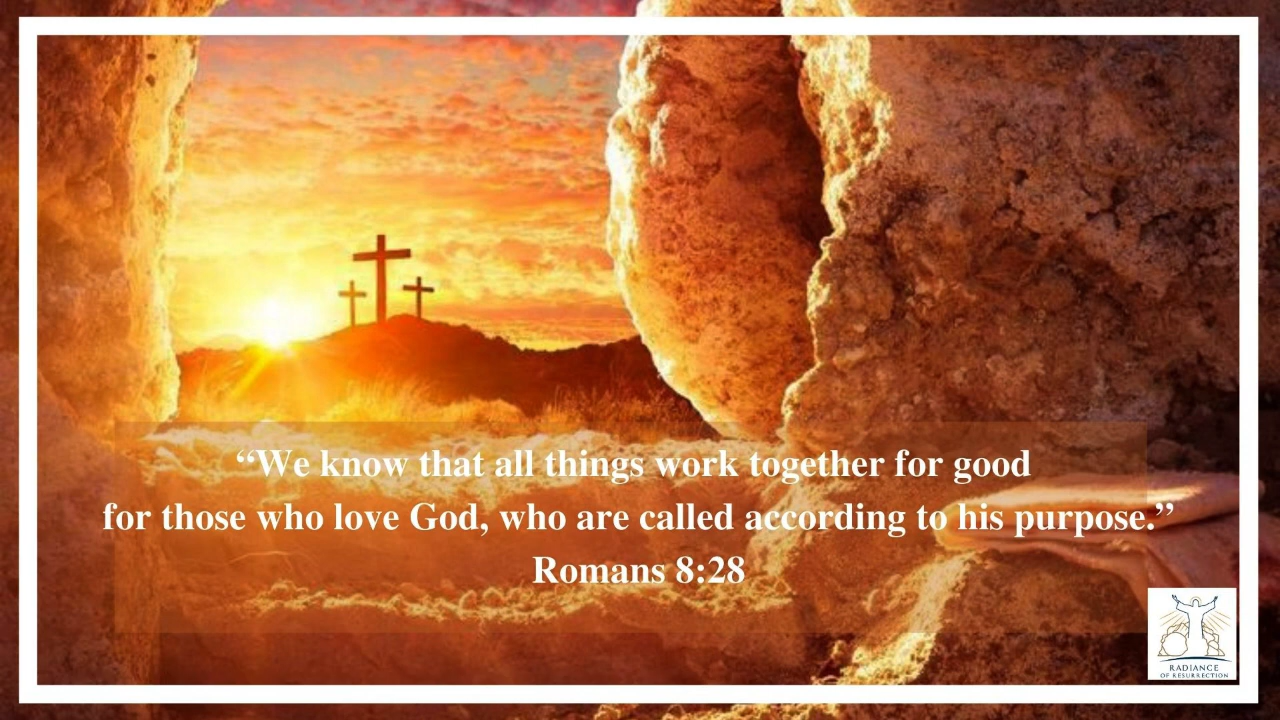 “We know that all things work together for good
for those who love God, who are called according to his purpose.”
Romans 8:28
RADIANCE
OF RESURRECTION